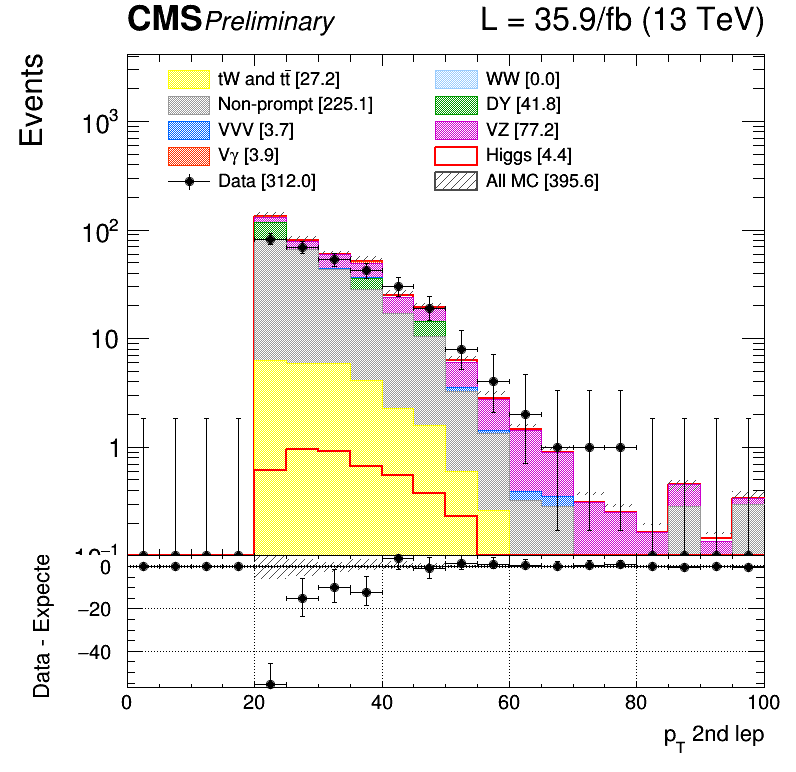 CMS Preliminary L = 35.9/fb (13 TeV)
Events
tW and tt̄ [27.2] WW [0.0]
Non-prompt [225.1] DY [41.8]
VVV [3.7] VZ [77.2]
Vγ [3.9] Higgs [4.4]
Data [312.0] All MC [395.6]
10³
10²
10
1
Data - Expecte
0
−20
−40
0 20 40 60 80 100
p_T 2nd lep